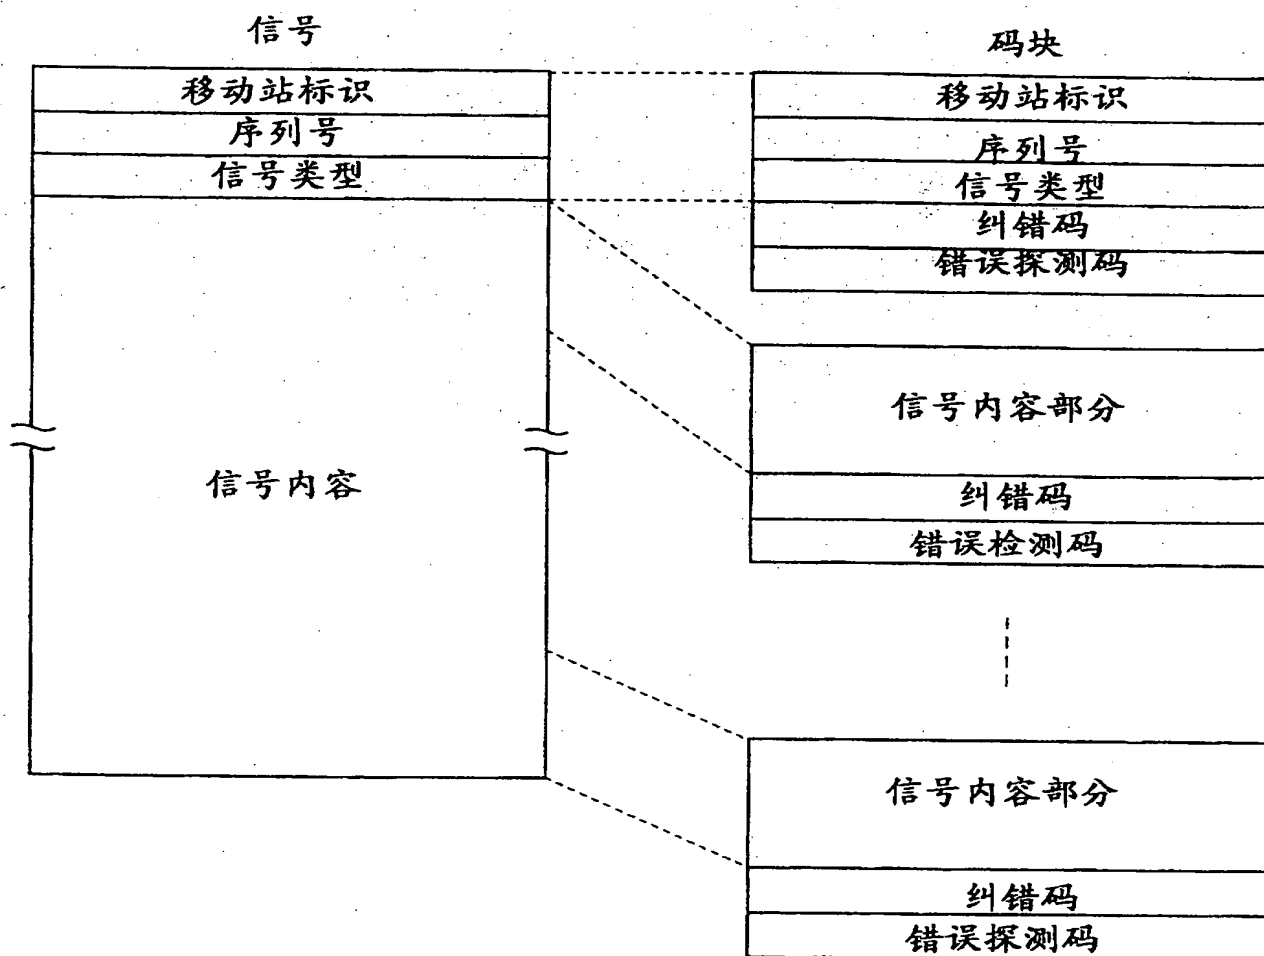 信号
移动站标识
序列号
信号类型
信号内容
码块
移动站标识
序列号
信号类型
纠错码
错误探测码
信号内容部分
纠错码
错误检测码
信号内容部分
纠错码
错误探测码